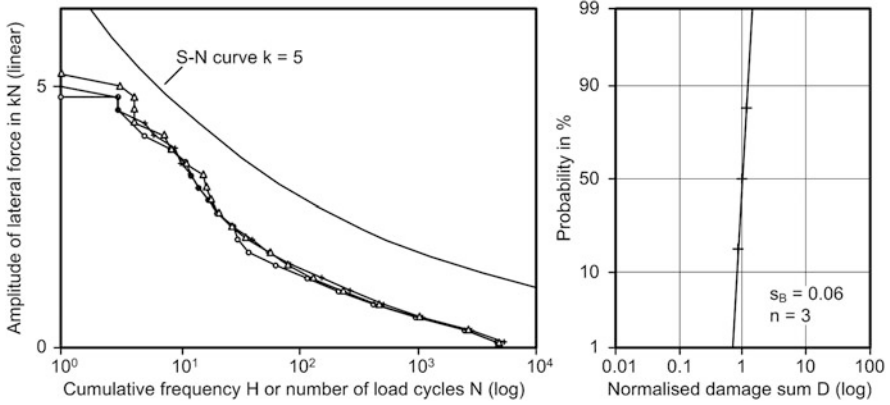 Amplitude of lateral force in kN (linear)
5
0
S-N curve k = 5
10⁰ 10¹ 10² 10³ 10⁴
Cumulative frequency H or number of load cycles N (log)
Probability in %
99
90
50
10
1
s_B = 0.06
n = 3
0.01 0.1 1 10 100
Normalised damage sum D (log)